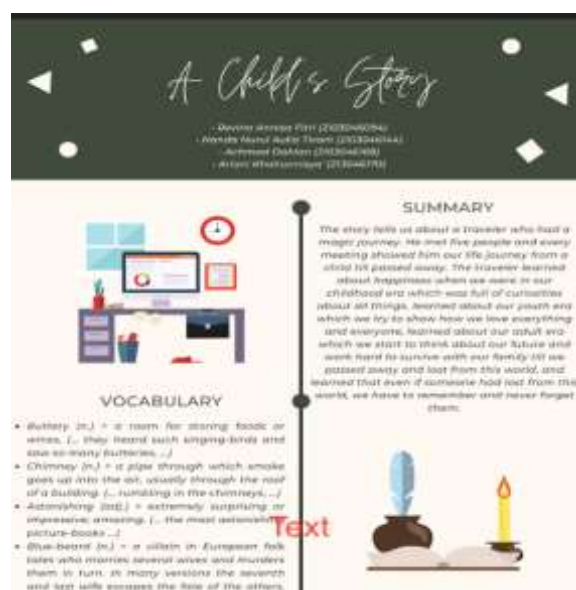 A Child's Story
SUMMARY
The story tells us about a traveler who had a
magic journey. He met five people and every
meeting showed him our life journey from a
child till passed away. The traveler learned
about happiness when we were in our
childhood era which was full of curiosities
about all things, learned about our youth era
which we try to show how we love everything
and everyone, learned about our adult era
which we start to think about our future and
work hard to survive with our family till we
passed away and lost from this world, and
learned that even if someone had lost from this
world, we have to remember and never forget
them.
VOCABULARY
• Buttery (n.) = a room for storing foods or
wines. (... they heard such singing-birds and
saw so many butteries, ...)
• Chimney (n.) = a pipe through which smoke
goes up into the air, usually through the roof
of a building. (... rumbling in the chimneys, ...)
• Astonishing (adj.) = extremely surprising or
impressive; amazing. (... the most
picture-books ...)
• Blue-beard (n.) = a villain in European folk
tales who marries several wives and murders
them in turn. In many versions the seventh
and last wife escapes the fate of the others.
Text